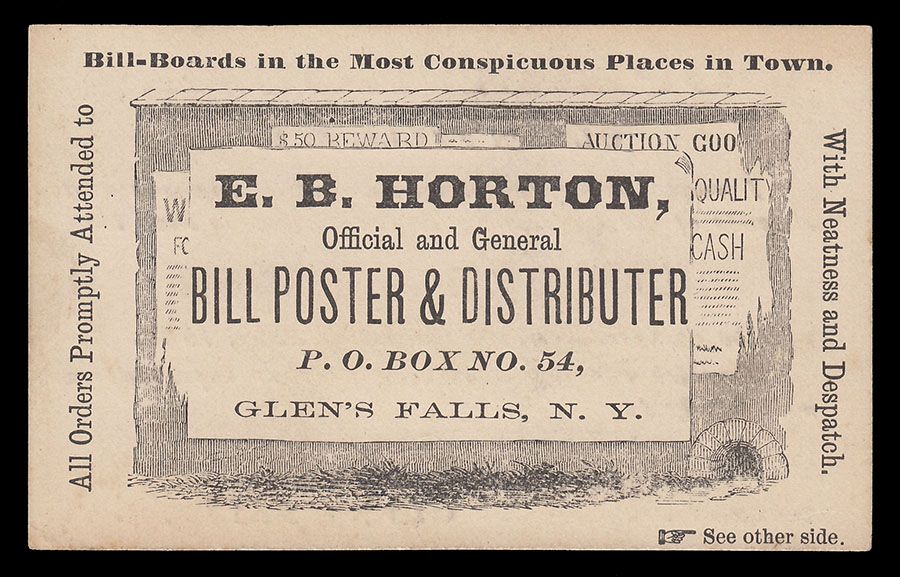 Bill-Boards in the Most Conspicuous Places in Town.
All Orders Promptly Attended to
With Neatness and Despatch.
$50 REWARD
AUCTION GOO
QUALITY
CASH
W
FC
E. B. HORTON,
Official and General
BILL POSTER & DISTRIBUTER
P. O. BOX NO. 54,
GLEN'S FALLS, N. Y.
See other side.